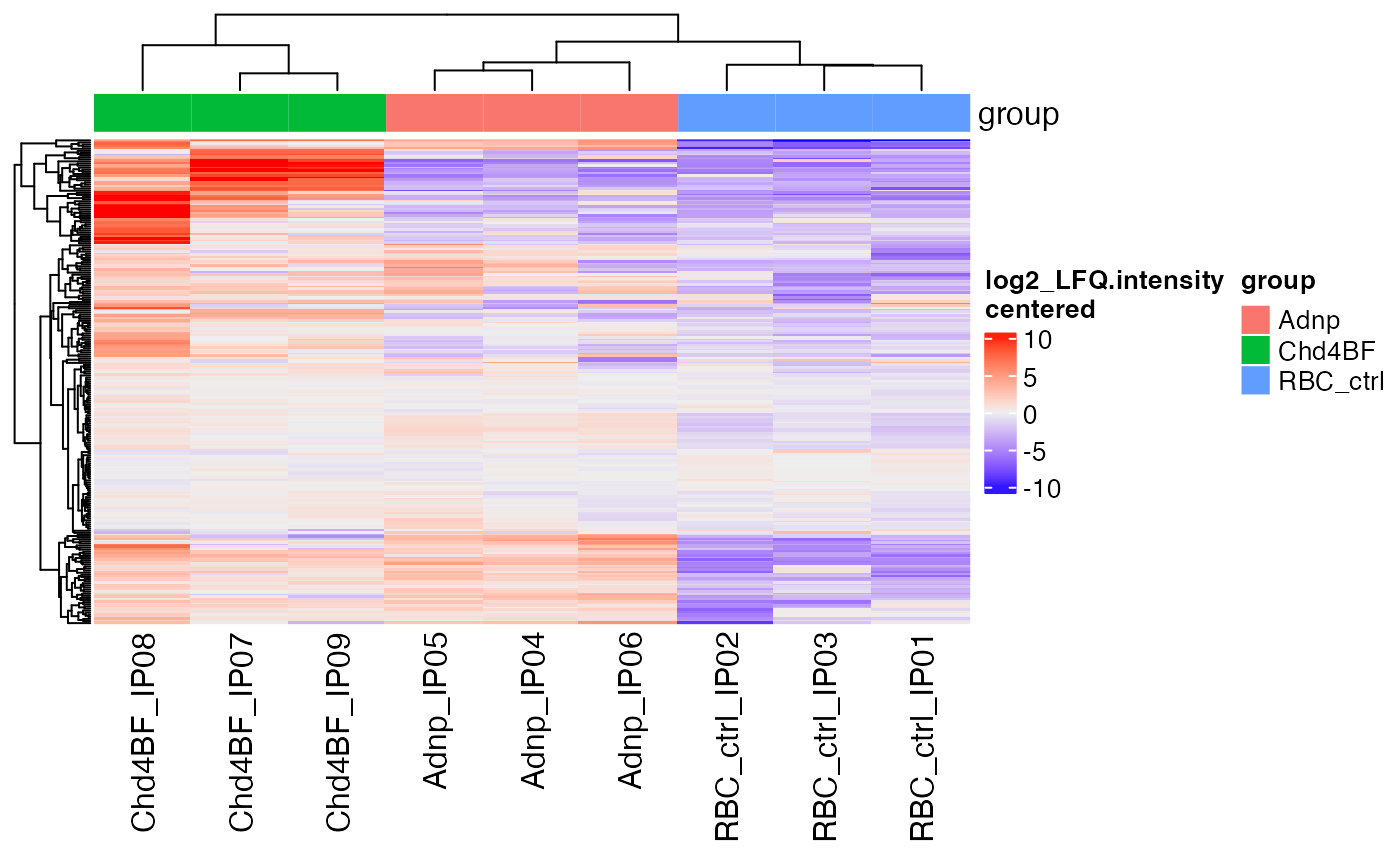 group
log2_LFQ.intensity
centered
10
5
0
-5
-10
group
Adnp
Chd4BF
RBC_ctrl
Chd4BF_IP08
Chd4BF_IP07
Chd4BF_IP09
Adnp_IP05
Adnp_IP04
Adnp_IP06
RBC_ctrl_IP02
RBC_ctrl_IP03
RBC_ctrl_IP01